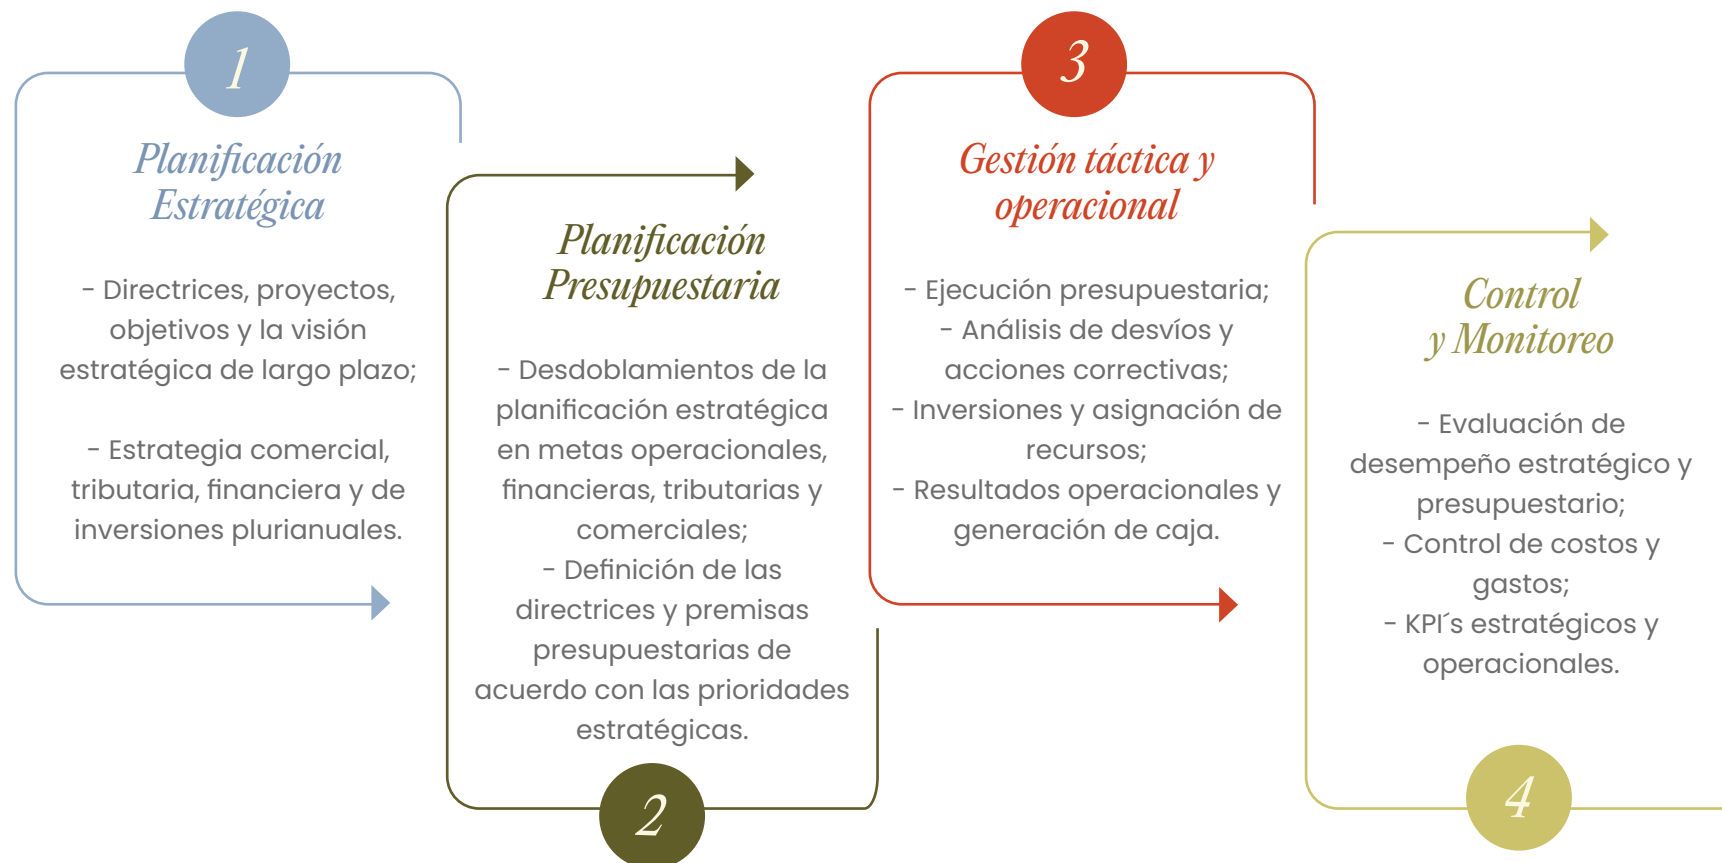 1
Planificación
Estratégica
- Directrices, proyectos,
objetivos y la visión
estratégica de largo plazo;
- Estrategia comercial,
tributaria, financiera y de
inversiones plurianuales.
Planificación
Presupuestaria
- Desdoblamientos de la
planificación estratégica
en metas operacionales,
financieras, tributarias y
comerciales;
- Definición de las
directrices y premisas
presupuestarias de
acuerdo con las prioridades
estratégicas.
2
3
Gestión táctica y
operacional
- Ejecución presupuestaria;
- Análisis de desvíos y
acciones correctivas;
- Inversiones y asignación de
recursos;
- Resultados operacionales y
generación de caja.
Control
y Monitoreo
- Evaluación de
desempeño estratégico y
presupuestario;
- Control de costos y
gastos;
- KPI´s estratégicos y
operacionales.
4